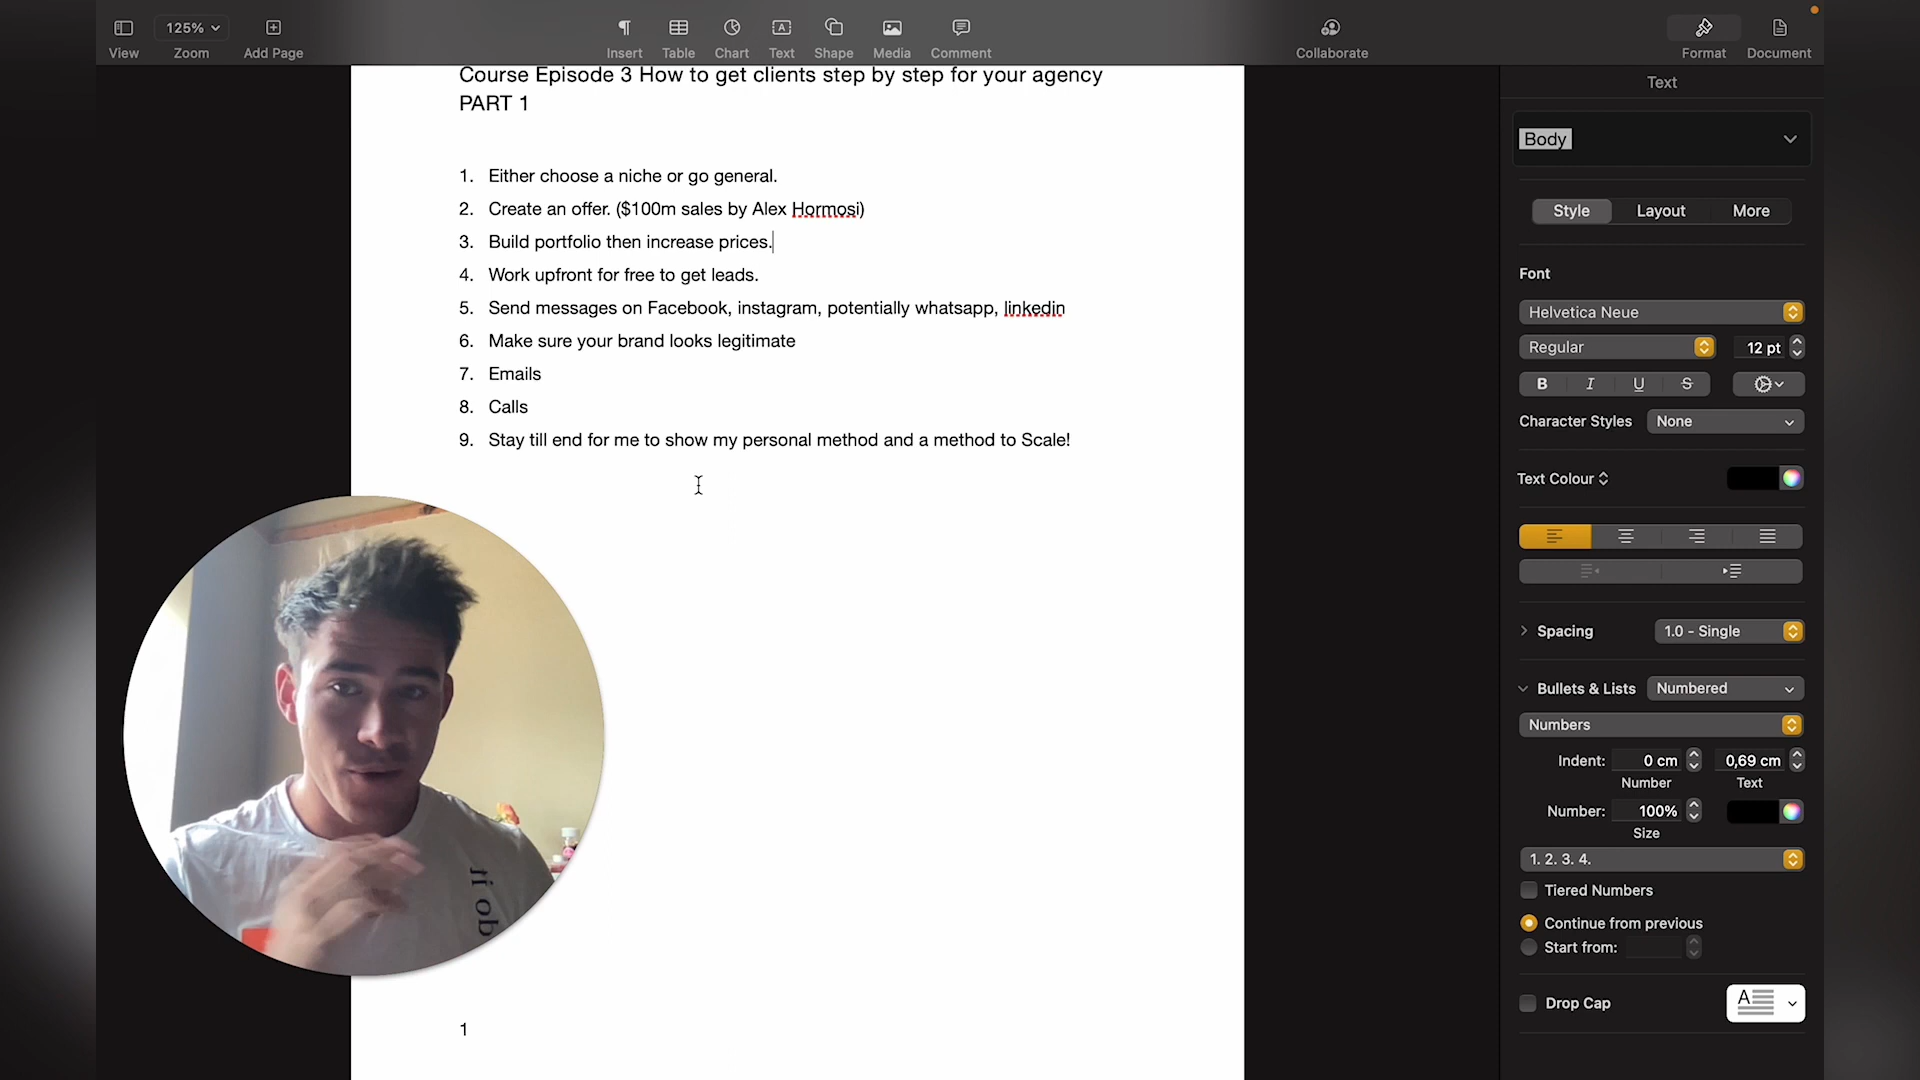 125%
View
Zoom
Add Page
Insert
Table
Chart
Text
Shape
Media
Comment
Collaborate
Format
Document
Course Episode 3 How to get clients step by step for your agency
PART 1
1. Either choose a niche or go general.
2. Create an offer. ($100m sales by Alex Hormosi)
3. Build portfolio then increase prices.
4. Work upfront for free to get leads.
5. Send messages on Facebook, instagram, potentially whatsapp, linkedin
6. Make sure your brand looks legitimate
7. Emails
8. Calls
9. Stay till end for me to show my personal method and a method to Scale!
1
Text
Body
Style Layout More
Font
Helvetica Neue
Regular 12 pt
B I U S
Character Styles None
Text Colour
Spacing 1.0 - Single
Bullets & Lists Numbered
Numbers
Indent: 0 cm 0,69 cm
Number Text
Number: 100%
Size
1. 2. 3. 4.
Tiered Numbers
Continue from previous
Start from:
Drop Cap
A